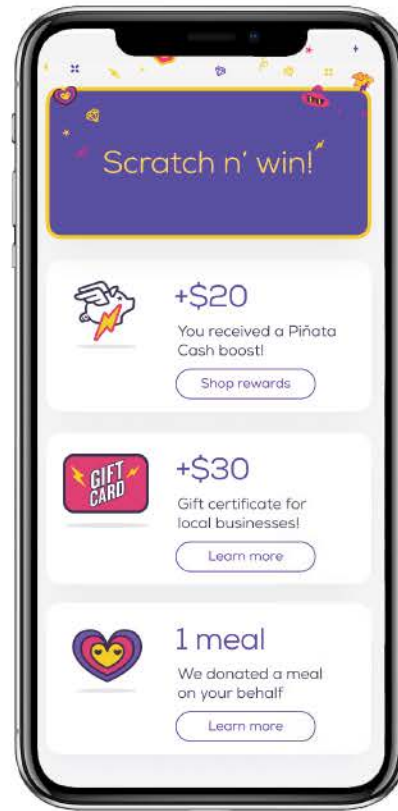 Scratch n' win!
+$20
You received a Piñata
Cash boost!
Shop rewards
GIFT
CARD
+$30
Gift certificate for
local businesses!
Learn more
1 meal
We donated a meal
on your behalf
Learn more